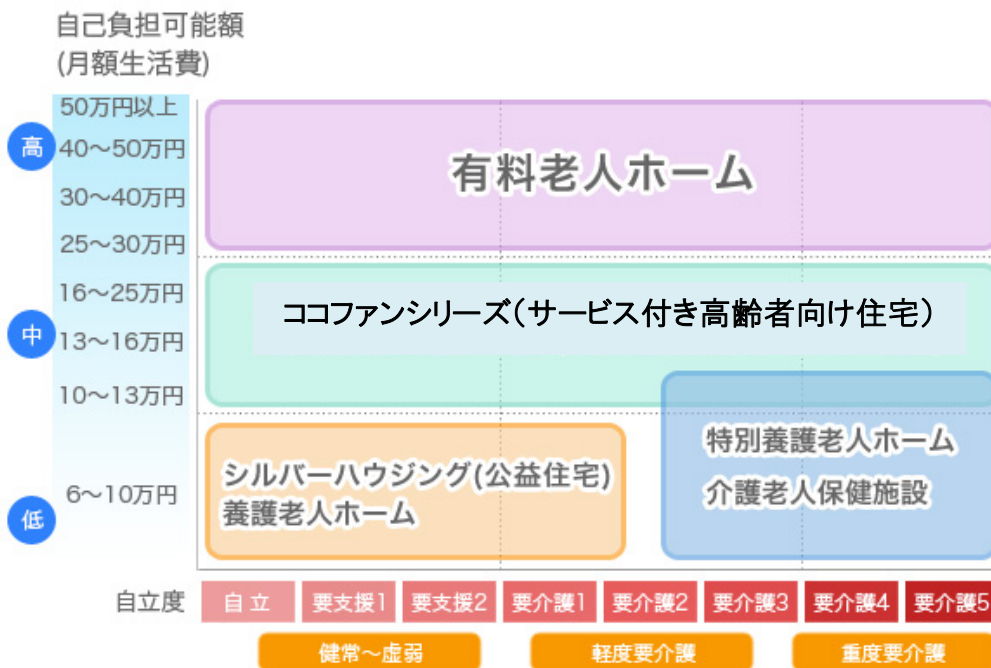 自己負担可能額
(月額生活費)
50万円以上
高
40〜50万円
30〜40万円
25〜30万円
有料老人ホーム
16〜25万円
中
13〜16万円
10〜13万円
ココファンシリーズ（サービス付き高齢者向け住宅）
6〜10万円
低
シルバーハウジング(公益住宅)
養護老人ホーム
特別養護老人ホーム
介護老人保健施設
自立度
自立 要支援1 要支援2 要介護1 要介護2 要介護3 要介護4 要介護5
健常〜虚弱 軽度要介護 重度要介護